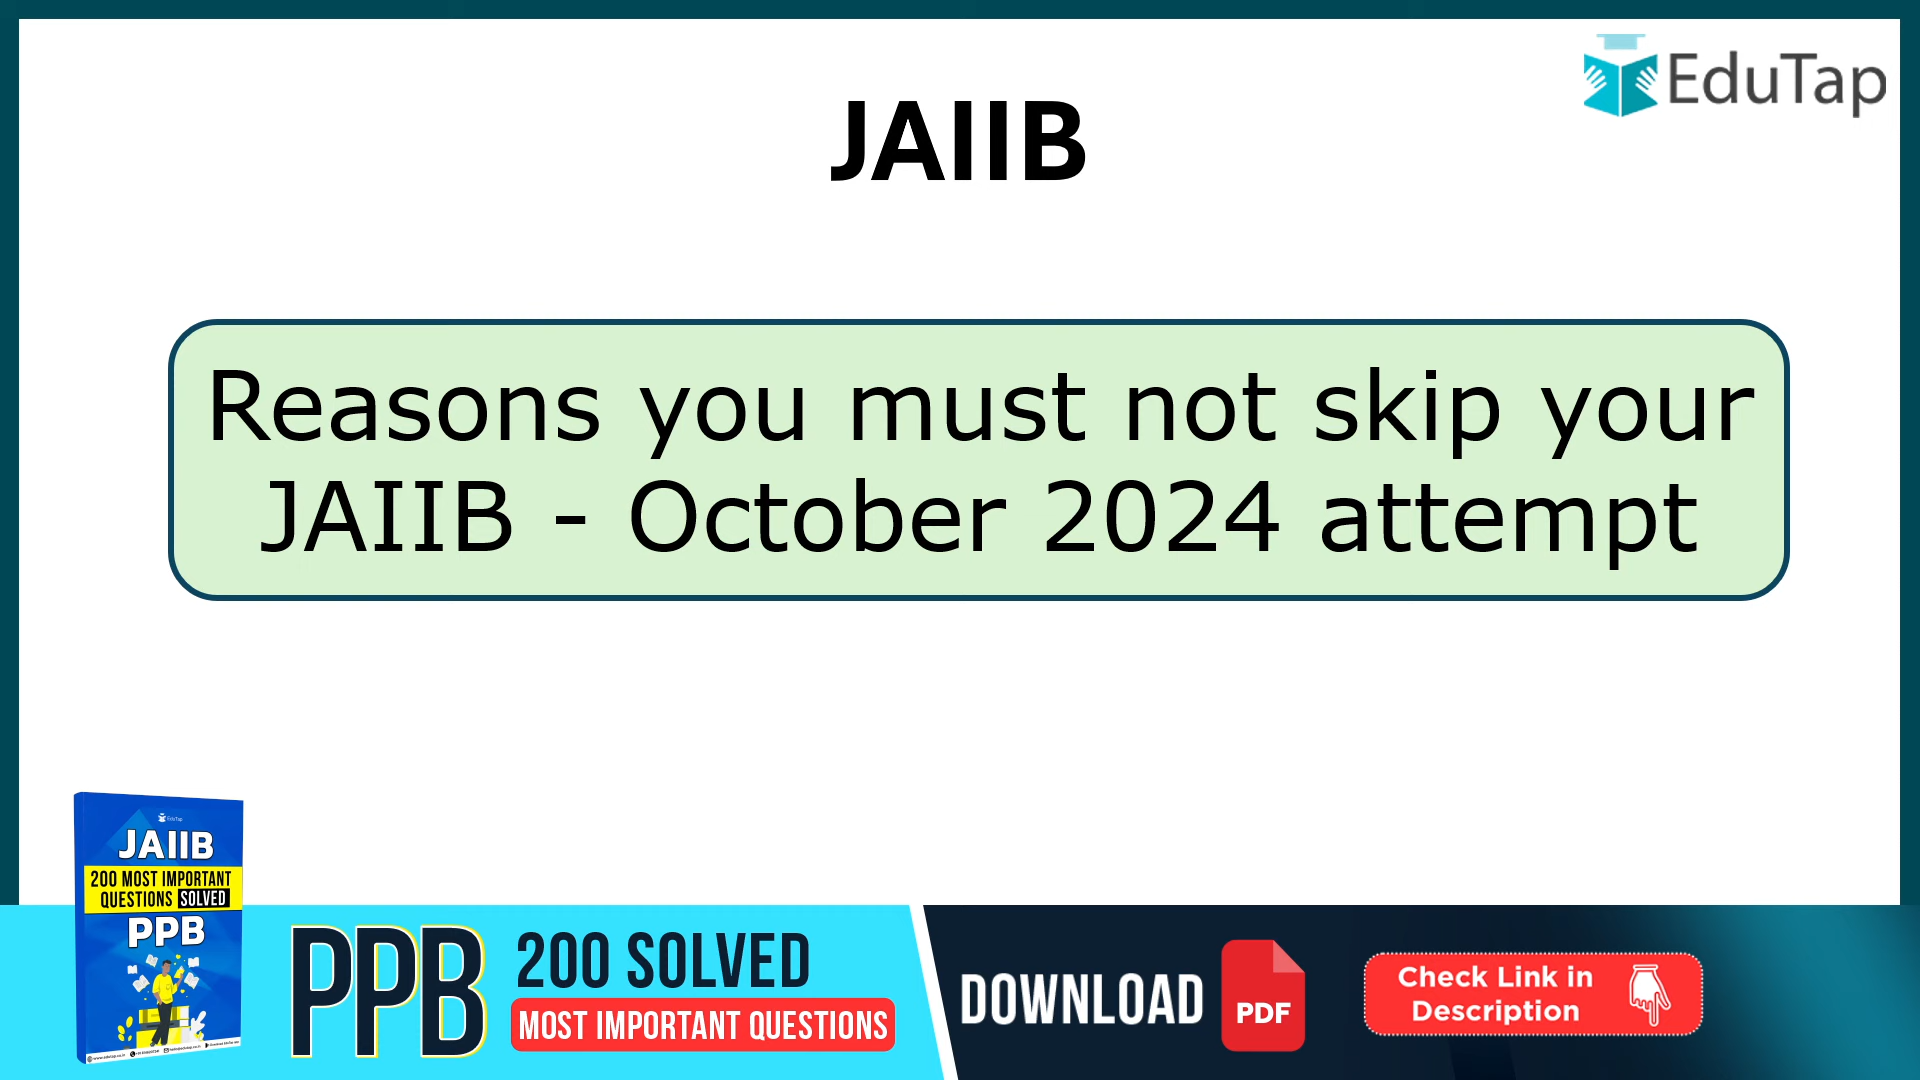 EduTap
JAIIB
Reasons you must not skip your
JAIIB - October 2024 attempt
EduTap
JAIIB
200 MOST IMPORTANT
QUESTIONS SOLVED
PPB
PPB
200 SOLVED
MOST IMPORTANT QUESTIONS
DOWNLOAD
PDF
Check Link in
Description